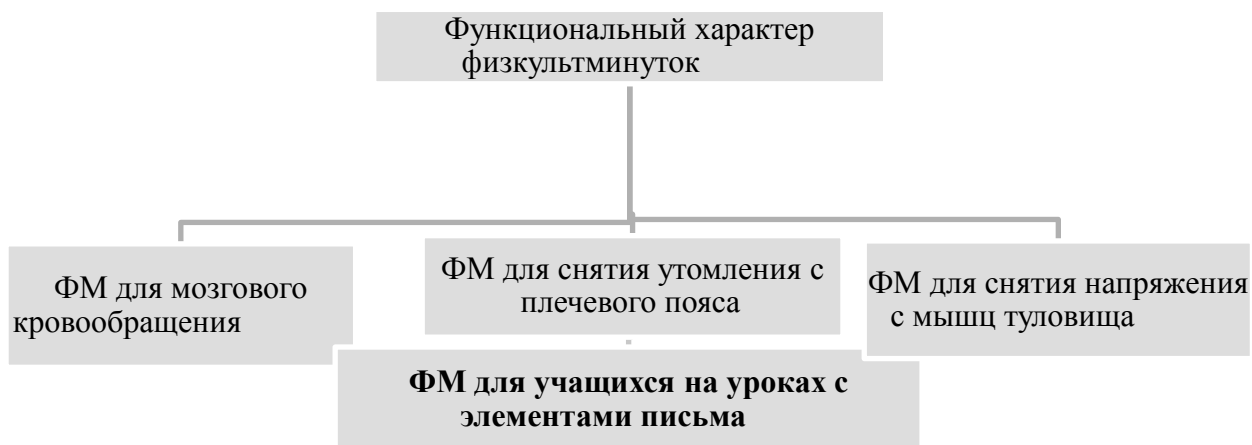 Функциональный характер
физкультминуток
ФМ для мозгового
кровообращения
ФМ для снятия утомления с
плечевого пояса
ФМ для снятия напряжения
с мышц туловища
ФМ для учащихся на уроках с
элементами письма